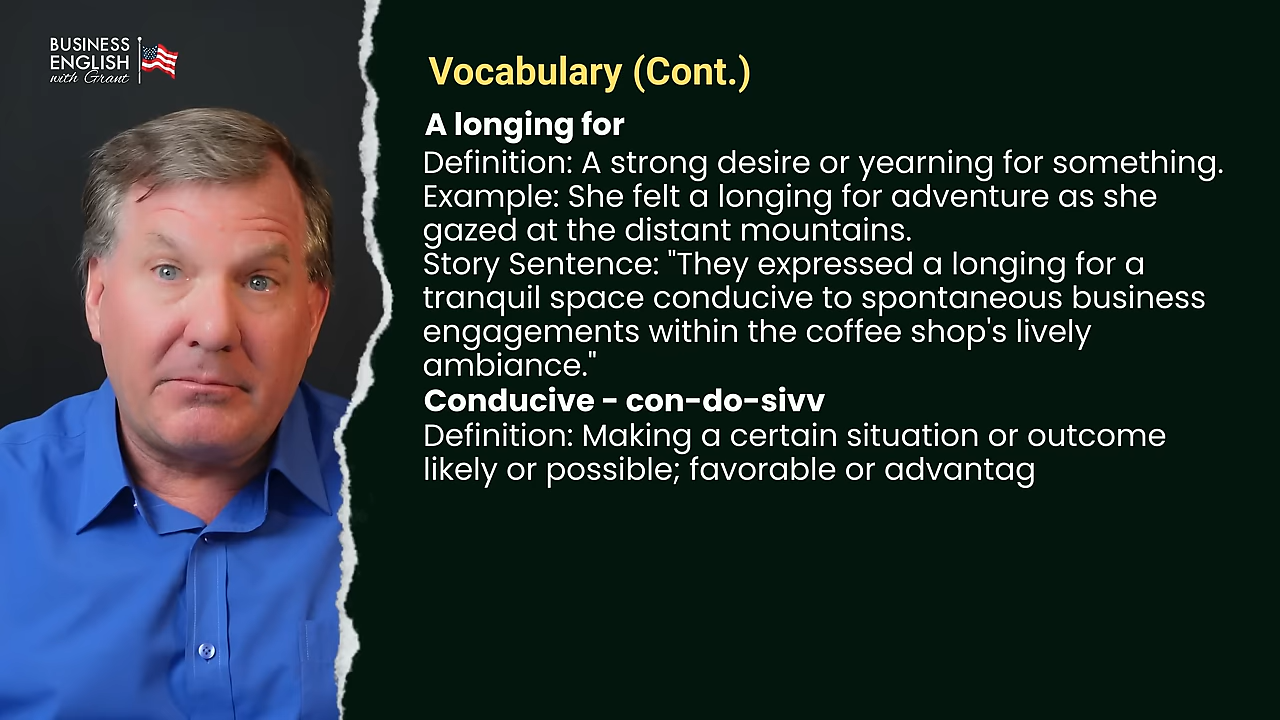 BUSINESS
ENGLISH
with Grant
Vocabulary (Cont.)
A longing for
Definition: A strong desire or yearning for something.
Example: She felt a longing for adventure as she
gazed at the distant mountains.
Story Sentence: "They expressed a longing for a
tranquil space conducive to spontaneous business
engagements within the coffee shop's lively
ambiance."
Conducive - con-do-sivv
Definition: Making a certain situation or outcome
likely or possible; favorable or advantag